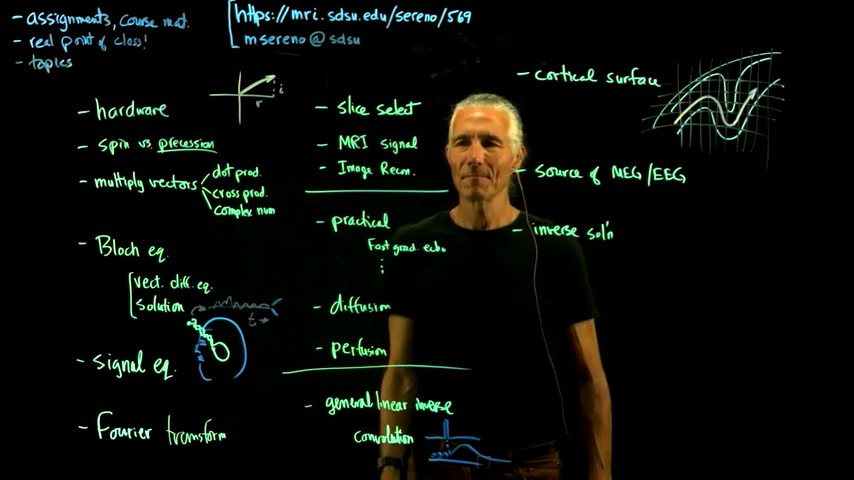 - assignments, course mat.
- real point of class!
- topics
https://mri.sdsu.edu/sereno/569
msereno@sdsu
- hardware
r
i
- spin vs. precession
- multiply vectors
dot prod.
cross prod.
complex num
- Bloch eq.
vect. diff. eq.
solution
t →
- Signal eq.
- Fourier transform
- slice select
- MRI signal
- Image Recon.
- practical
Fast grad. echo
⋮
- diffusion
- perfusion
- general linear inverse
convolution
- cortical surface
- source of MEG/EEG
- inverse sol'n